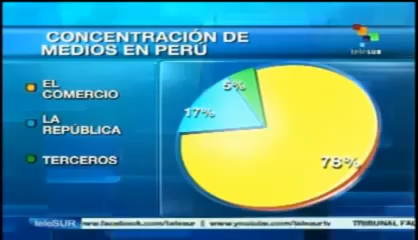 CONCENTRACIÓN DE
MEDIOS EN PERÚ
teleSUR
EL
COMERCIO
LA
REPÚBLICA
TERCEROS
5%
17%
78%
teleSUR
www.facebook.com/telesur
www.youtube.com/telesurtv
TRIBUNAL FAL